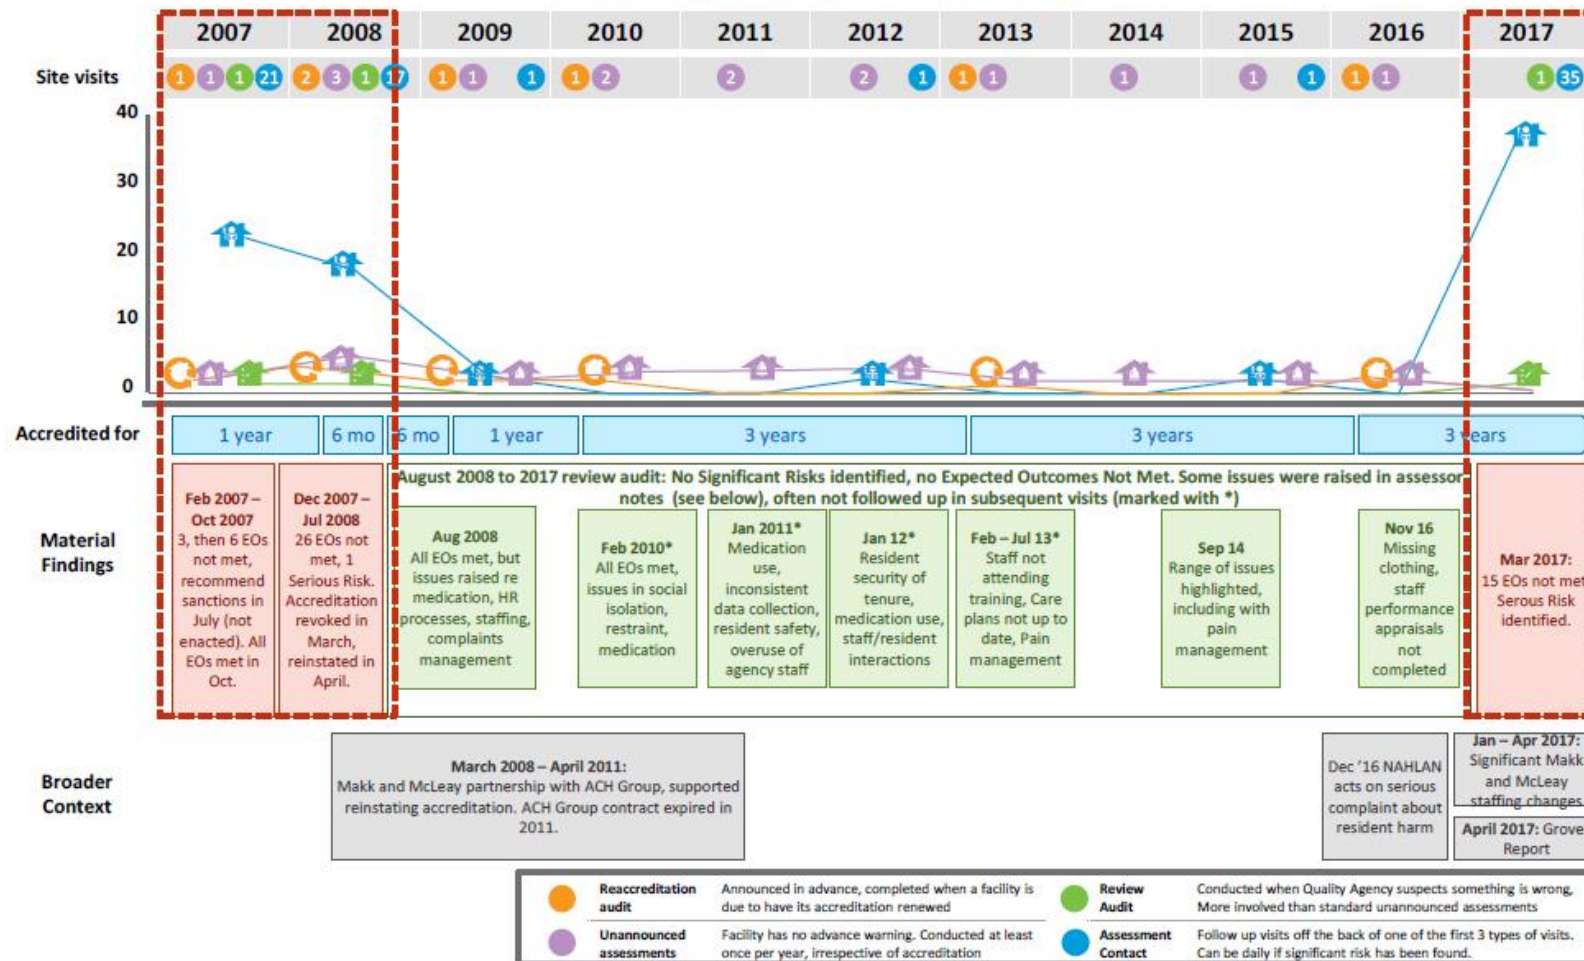 2007 2008 2009 2010 2011 2012 2013 2014 2015 2016 2017
Site visits
1 1 1 21 2 3 1 17 1 1 1 1 2 2 2 1 1 1 1 1 1 1 1 1 35
40
30
20
10
0
Accredited for
1 year
6 mo
6 mo
1 year
3 years
3 years
3 years
Material
Findings
August 2008 to 2017 review audit: No Significant Risks identified, no Expected Outcomes Not Met. Some issues were raised in assessor
notes (see below), often not followed up in subsequent visits (marked with *)
Feb 2007 –
Oct 2007
3, then 6 EOs
not met,
recommend
sanctions in
July (not
enacted). All
EOs met in
Oct.
Dec 2007 –
Jul 2008
26 EOs not
met, 1
Serious Risk.
Accreditation
revoked in
March,
reinstated in
April.
Aug 2008
All EOs met, but
issues raised re
medication, HR
processes, staffing,
complaints
management
Feb 2010*
All EOs met,
issues in social
isolation,
restraint,
medication
Jan 2011*
Medication
use,
inconsistent
data collection,
resident safety,
overuse of
agency staff
Jan 12*
Resident
security of
tenure,
medication use,
staff/resident
interactions
Feb – Jul 13*
Staff not
attending
training, Care
plans not up to
date, Pain
management
Sep 14
Range of issues
highlighted,
including with
pain
management
Nov 16
Missing
clothing,
staff
performance
appraisals
not
completed
Mar 2017:
15 EOs not met
Serous Risk
identified.
Broader
Context
March 2008 – April 2011:
Makk and McLeay partnership with ACH Group, supported
reinstating accreditation. ACH Group contract expired in
2011.
Dec '16 NAHLAN
acts on serious
complaint about
resident harm
Jan – Apr 2017:
Significant Makk
and McLeay
staffing changes
April 2017: Grove
Report
Reaccreditation
audit
Announced in advance, completed when a facility is
due to have its accreditation renewed
Review
Audit
Conducted when Quality Agency suspects something is wrong,
More involved than standard unannounced assessments
Unannounced
assessments
Facility has no advance warning. Conducted at least
once per year, irrespective of accreditation
Assessment
Contact
Follow up visits off the back of one of the first 3 types of visits.
Can be daily if significant risk has been found.